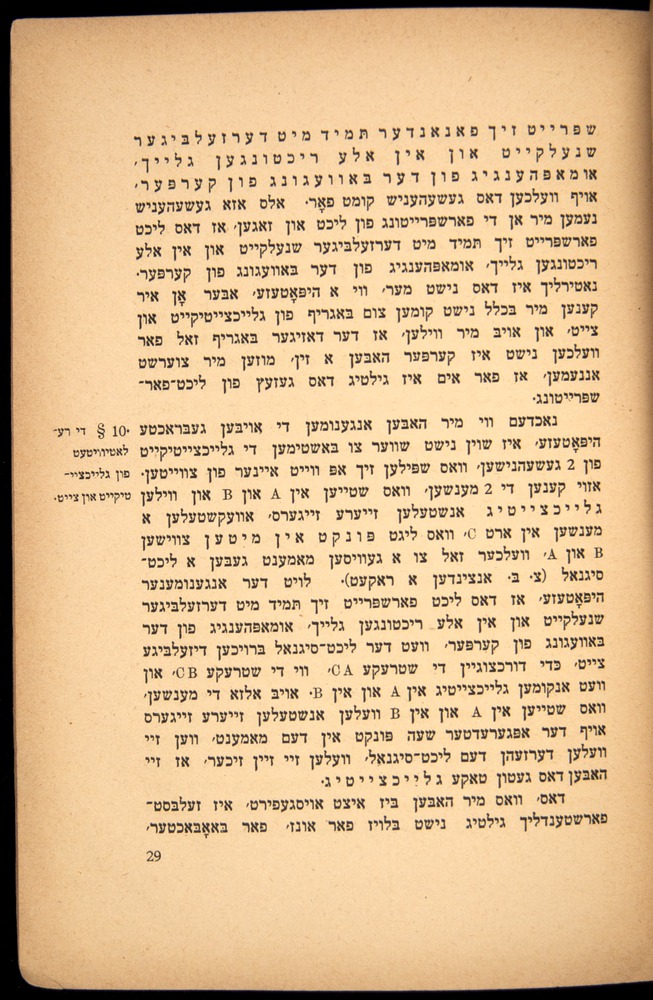 שפרייט זיך פאנאנדער תמיד מיט דערזעלביגער
שנעלקייט און אין אלע ריכטונגען גלייך,
אומאפהענגיג פון דער באוועגונג פון קערפער,
אויף וועלכען דאס געשעהעניש קומט פאָר. אלס אזא געשעהעניש
נעמען מיר אן די פארשפרייטונג פון ליכט און זאגען, אז דאס ליכט
פארשפרייט זיך תמיד מיט דערזעלביגער שנעלקייט און אין אלע
ריכטונגען גלייך, אומאפהענגיג פון דער באוועגונג פון קערפער.
נאטירליך איז דאס נישט מער, ווי א היפּאָטעזע, אבער אָן איר
קענען מיר בכלל נישט קומען צום באגריף פון גלייכצייטיקייט און
צייט, און אויב מיר ווילען, אז דער דאזיגער באגריף זאל פאר
וועלכען נישט איז קערפער האבען א זין, מוזען מיר צוערשט
אננעמען, אז פאר אים איז גילטיג דאס געזעץ פון ליכט־פאר־
שפרייטונג.
נאכדעם ווי מיר האבען אנגענומען די אויבען געבראכטע
§ 10. די רע־
היפּאָטעזע, איז שוין נישט שווער צו באשטימען די גלייכצייטיקייט
לאטיוויטעט
פון 2 געשעהנישען, וואס שפילען זיך אפ ווייט איינער פון צווייטען.
פון גלייכציי־
אזוי קענען די 2 מענשען, וואס שטייען אין A און B און ווילען
טיקייט און צייט.
גלייכצייטיג אנשטעלען זייערע זייגערס, אוועקשטעלען א
מענשען אין ארט C, וואס ליגט פונקט אין מיטען צווישען
B און A, וועלכער זאל צו א געוויסען מאמענט געבען א ליכט־
סיגנאל (צ. ב. אנצינדען א ראקעט). לויט דער אנגענומענער
היפּאָטעזע, אז דאס ליכט פארשפרייט זיך תמיד מיט דערזעלביגער
שנעלקייט און אין אלע ריכטונגען גלייך, אומאפהענגיג פון דער
באוועגונג פון קערפער, וועט דער ליכט־סיגנאל ברויכען דיזעלביגע
צייט, כדי דורכצוגיין די שטרעקע CA, ווי די שטרעקע CB, און
וועט אנקומען גלייכצייטיג אין A און אין B. אויב אלזא די מענשען,
וואס שטייען אין A און אין B וועלען אנשטעלען זייערע זייגערס
אויף דער אפגערעדטער שעה פונקט אין דעם מאמענט, ווען זיי
וועלען דערזעהן דעם ליכט־סיגנאל, וועלען זיי זיין זיכער, אז זיי
האבען דאס געטון טאקע גלייכצייטיג.
דאס, וואס מיר האבען ביז איצט אויסגעפירט, איז זעלבסט־
פארשטענדליך גילטיג נישט בלויז פאר אונז, פאר באאָבאכטער,
29